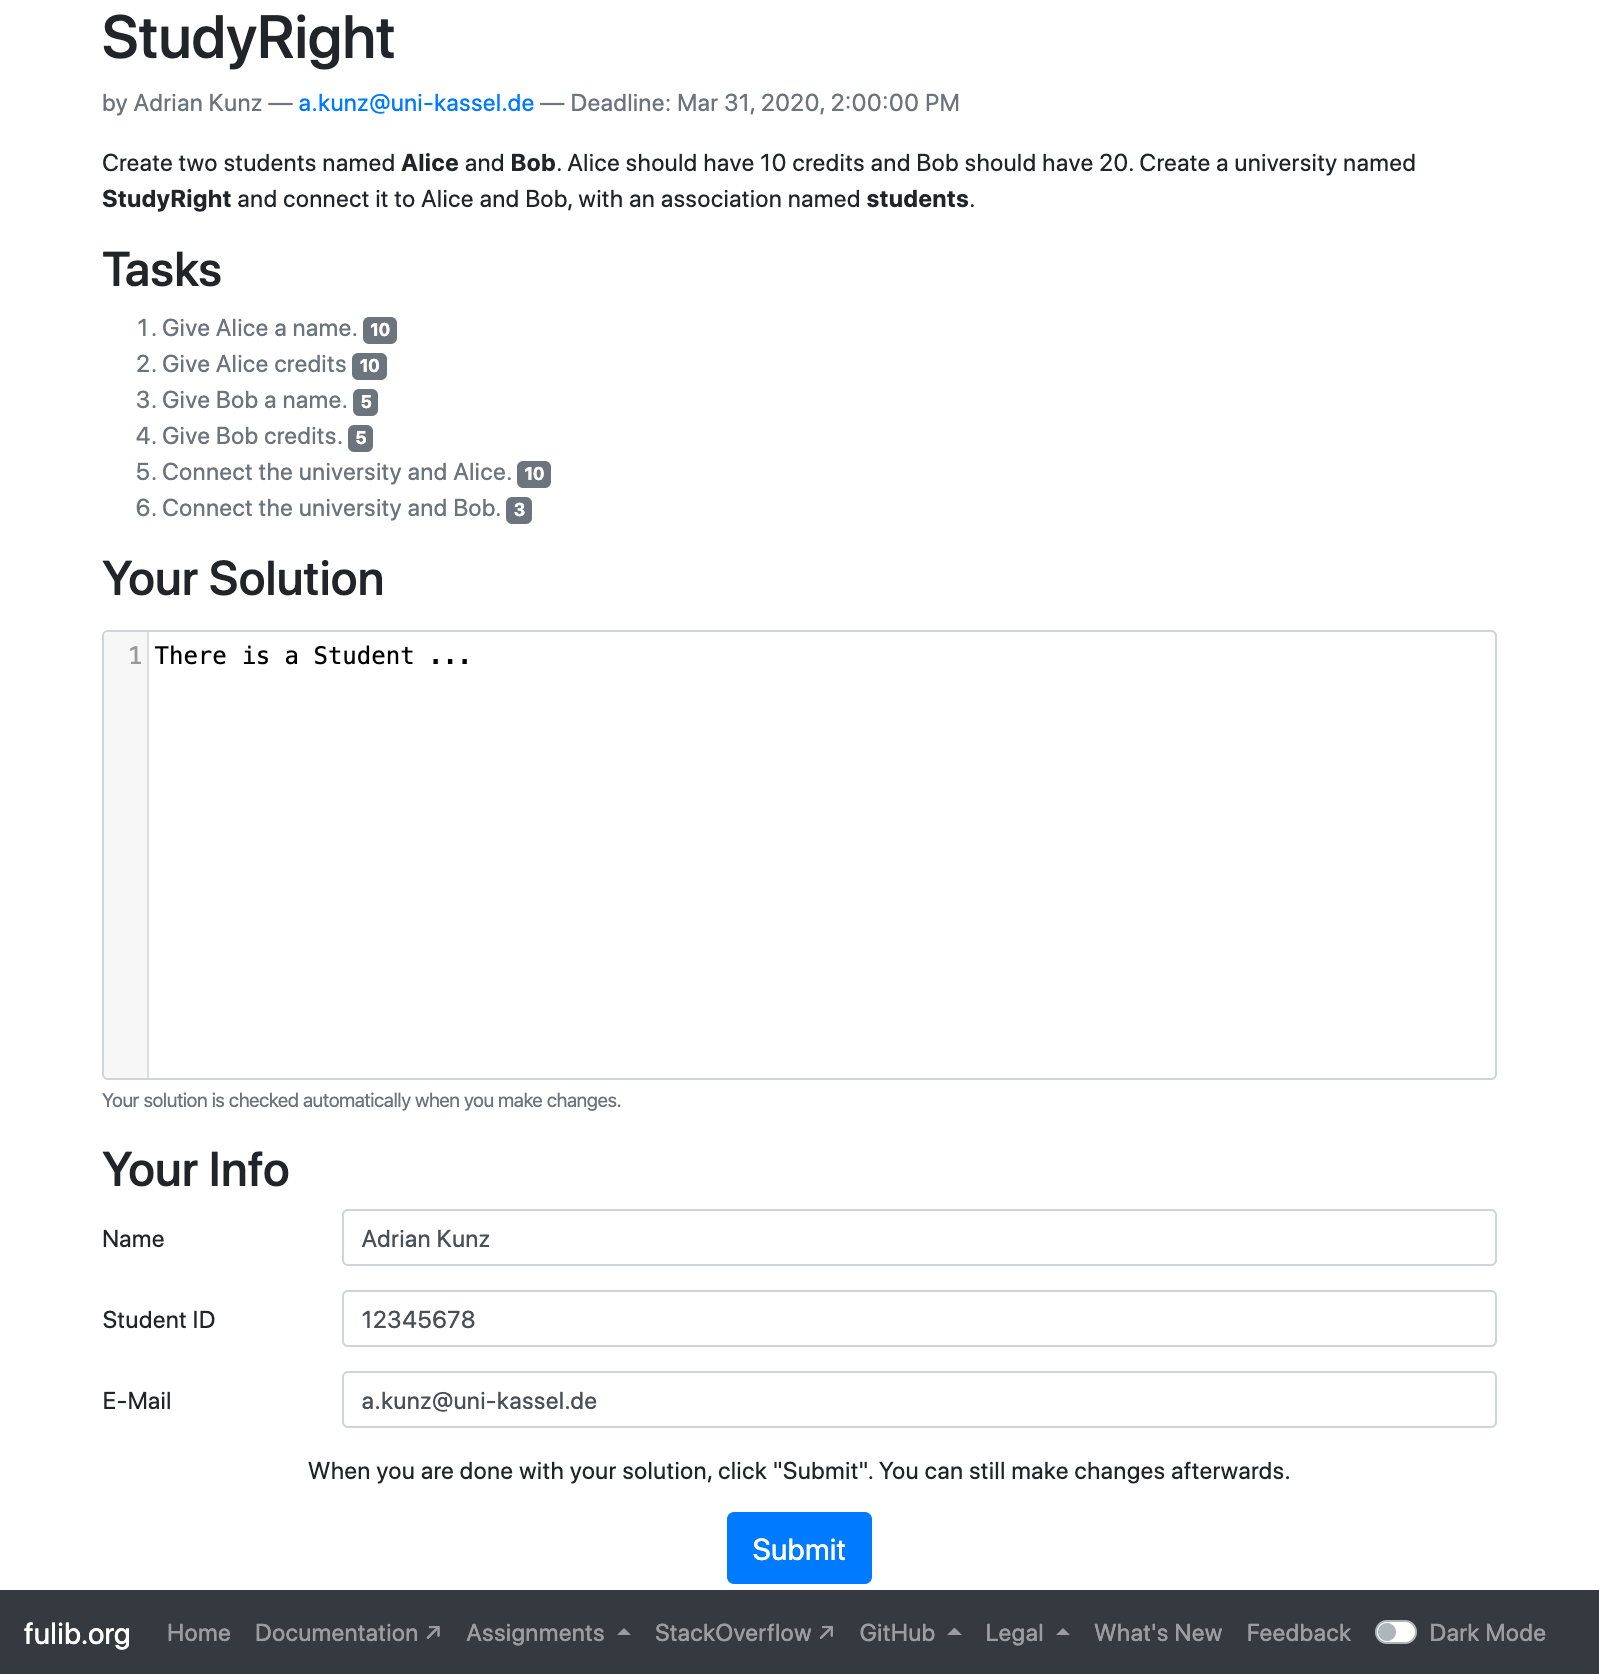 StudyRight
by Adrian Kunz — a.kunz@uni-kassel.de — Deadline: Mar 31, 2020, 2:00:00 PM
Create two students named Alice and Bob. Alice should have 10 credits and Bob should have 20. Create a university named
StudyRight and connect it to Alice and Bob, with an association named students.
Tasks
1. Give Alice a name. 10
2. Give Alice credits 10
3. Give Bob a name. 5
4. Give Bob credits. 5
5. Connect the university and Alice. 10
6. Connect the university and Bob. 3
Your Solution
1 There is a Student ...
Your solution is checked automatically when you make changes.
Your Info
Name Adrian Kunz
Student ID 12345678
E-Mail a.kunz@uni-kassel.de
When you are done with your solution, click "Submit". You can still make changes afterwards.
Submit
fulib.org Home Documentation Assignments StackOverflow GitHub Legal What's New Feedback Dark Mode